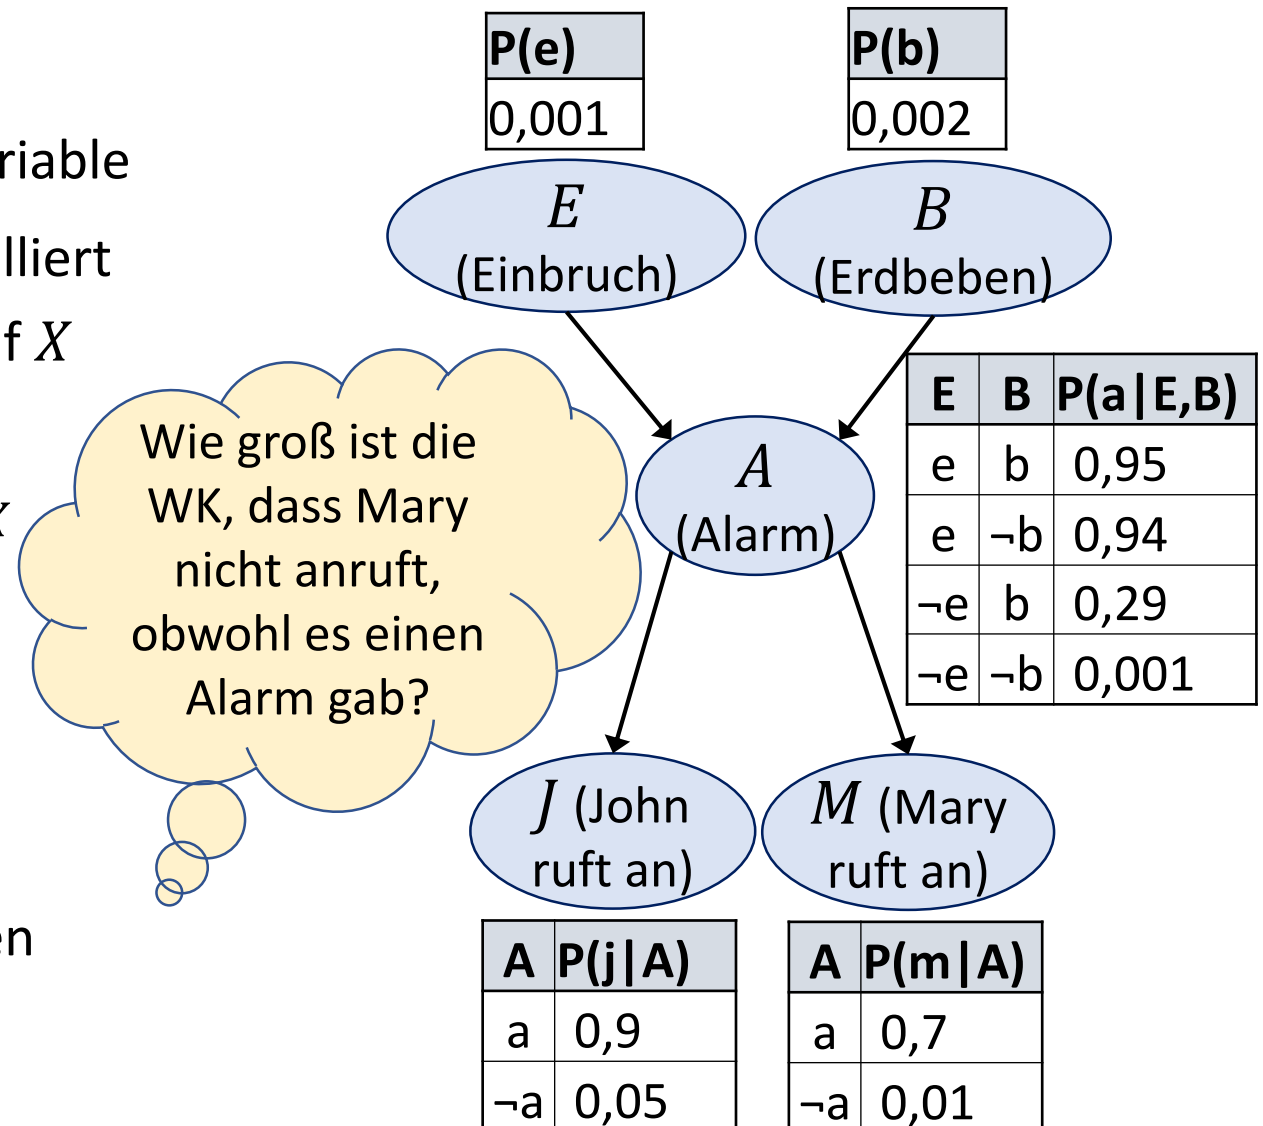 P(e)
0,001
P(b)
0,002
riable
lliert
f X
E
(Einbruch)
B
(Erdbeben)
Wie groß ist die
WK, dass Mary
nicht anruft,
obwohl es einen
Alarm gab?
A
(Alarm)
E B P(a|E,B)
e b 0,95
e ¬b 0,94
¬e b 0,29
¬e ¬b 0,001
J (John
ruft an)
M (Mary
ruft an)
en
A P(j|A)
a 0,9
¬a 0,05
A P(m|A)
a 0,7
¬a 0,01